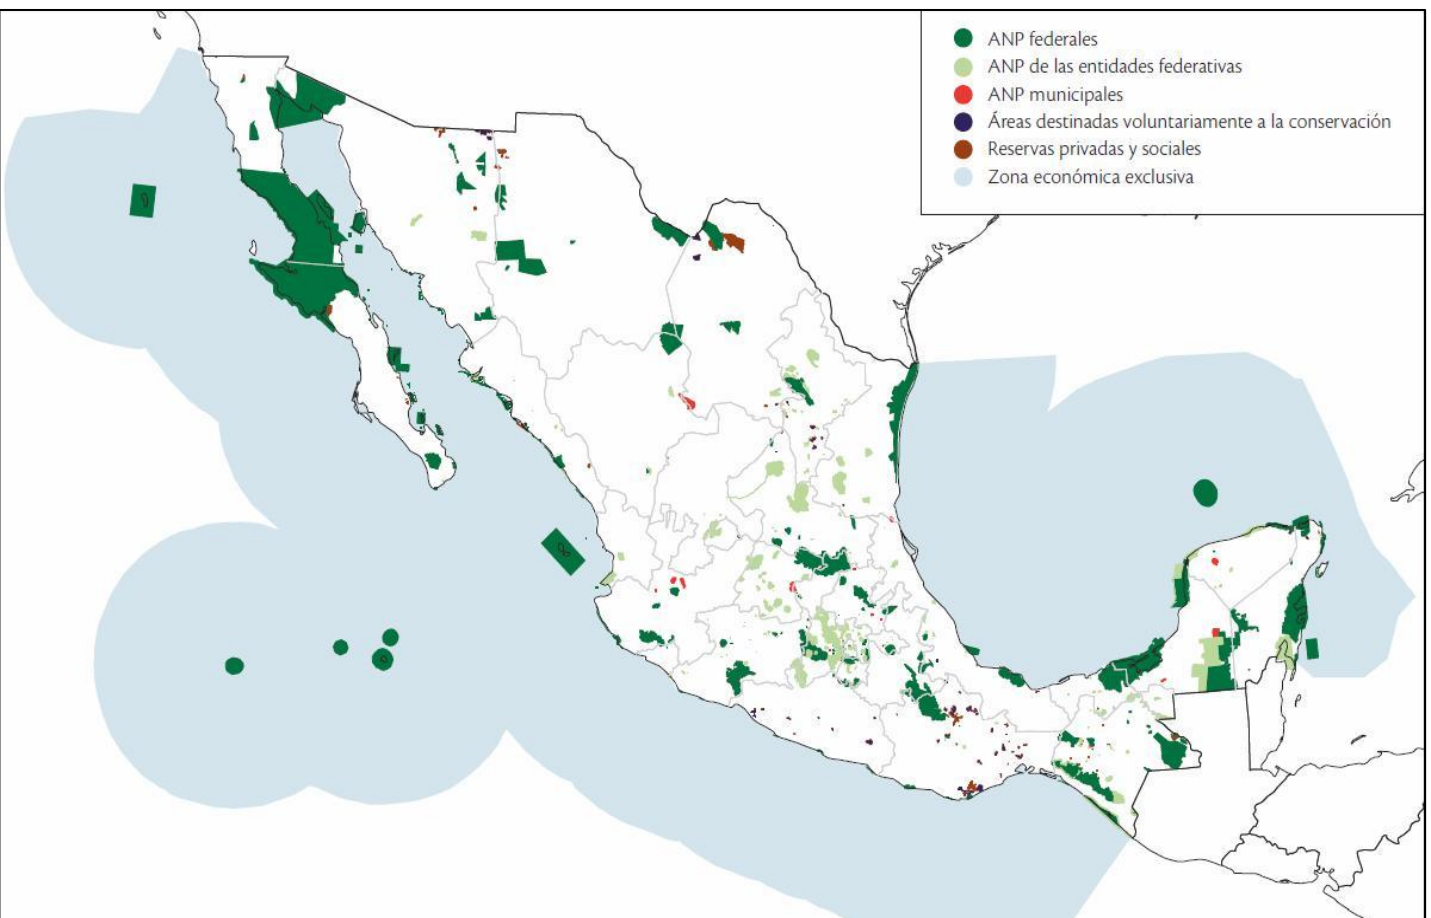 ANP federales
ANP de las entidades federativas
ANP municipales
Áreas destinadas voluntariamente a la conservación
Reservas privadas y sociales
Zona económica exclusiva